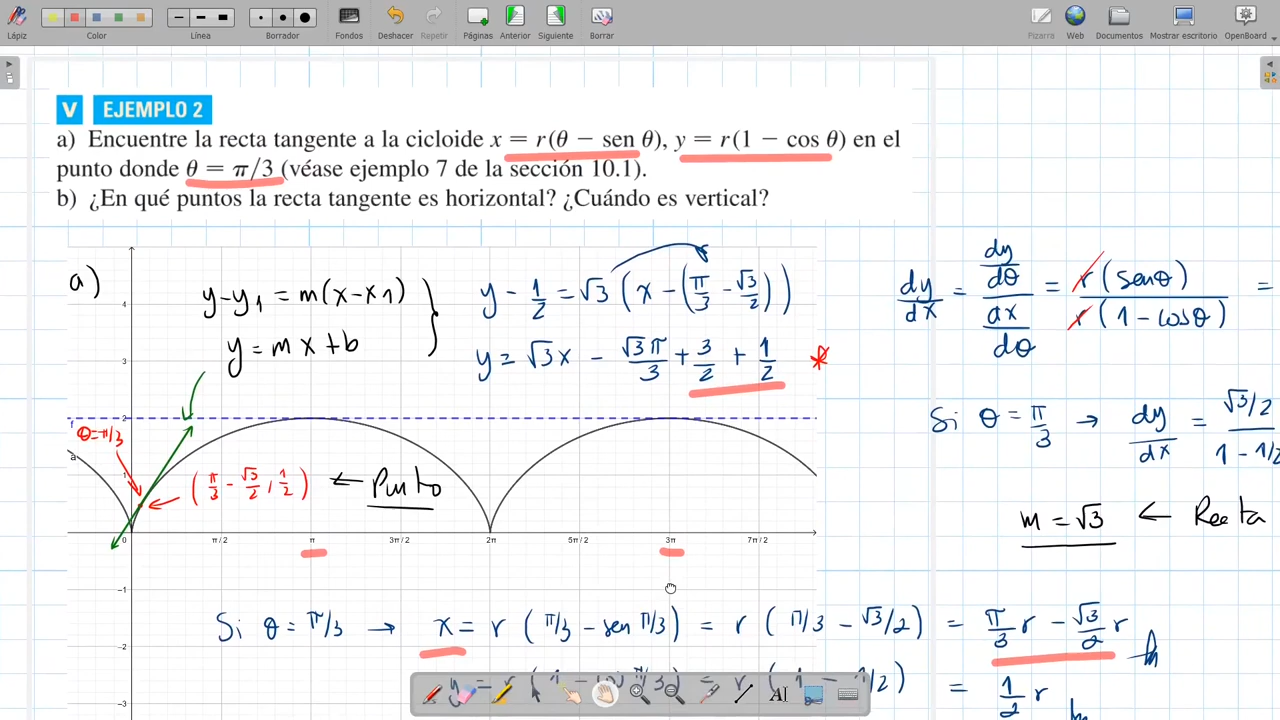 Lápiz Color Línea Borrador Fondos Deshacer Repetir Páginas Anterior Siguiente Borrar Pizarra Web Documentos Mostrar escritorio OpenBoard
V EJEMPLO 2
a) Encuentre la recta tangente a la cicloide x = r(θ − sen θ), y = r(1 − cos θ) en el
punto donde θ = π/3 (véase ejemplo 7 de la sección 10.1).
b) ¿En qué puntos la recta tangente es horizontal? ¿Cuándo es vertical?
a)
y-y1 = m(x-x1)
y = mx+b
y - 1/2 = √3 (x - (π/3 - √3/2))
y = √3x - √3π/3 + 3/2 + 1/2 *
dy/dx = (dy/dθ)/(dx/dθ) = r(senθ)/r(1-cosθ) =
Si θ = π/3 → dy/dx = (√3/2)/(1-1/2)
m = √3 ← Recta
4
3
2
1
θ=π/3
a
(π/3 - √3/2, 1/2) ← Punto
0 π/2 π 3π/2 2π 5π/2 3π 7π/2
−1
−2
−3
Si θ = π/3 → x = r (π/3 - sen π/3) = r (π/3 - √3/2) = π/3 r - √3/2 r
= 1/2 r